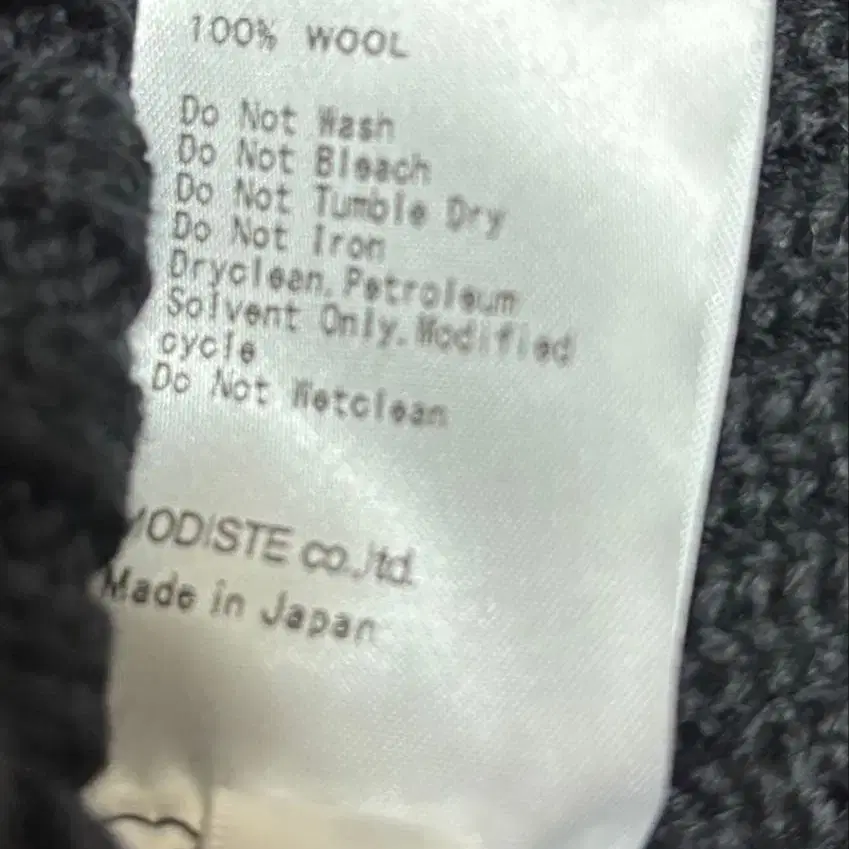 100% WOOL
Do Not Wash
Do Not Bleach
Do Not Tumble Dry
Do Not Iron
Dryclean.Petroleum
Solvent Only.Modified
cycle
Do Not Wetclean
MODISTE co.,ltd.
Made in Japan